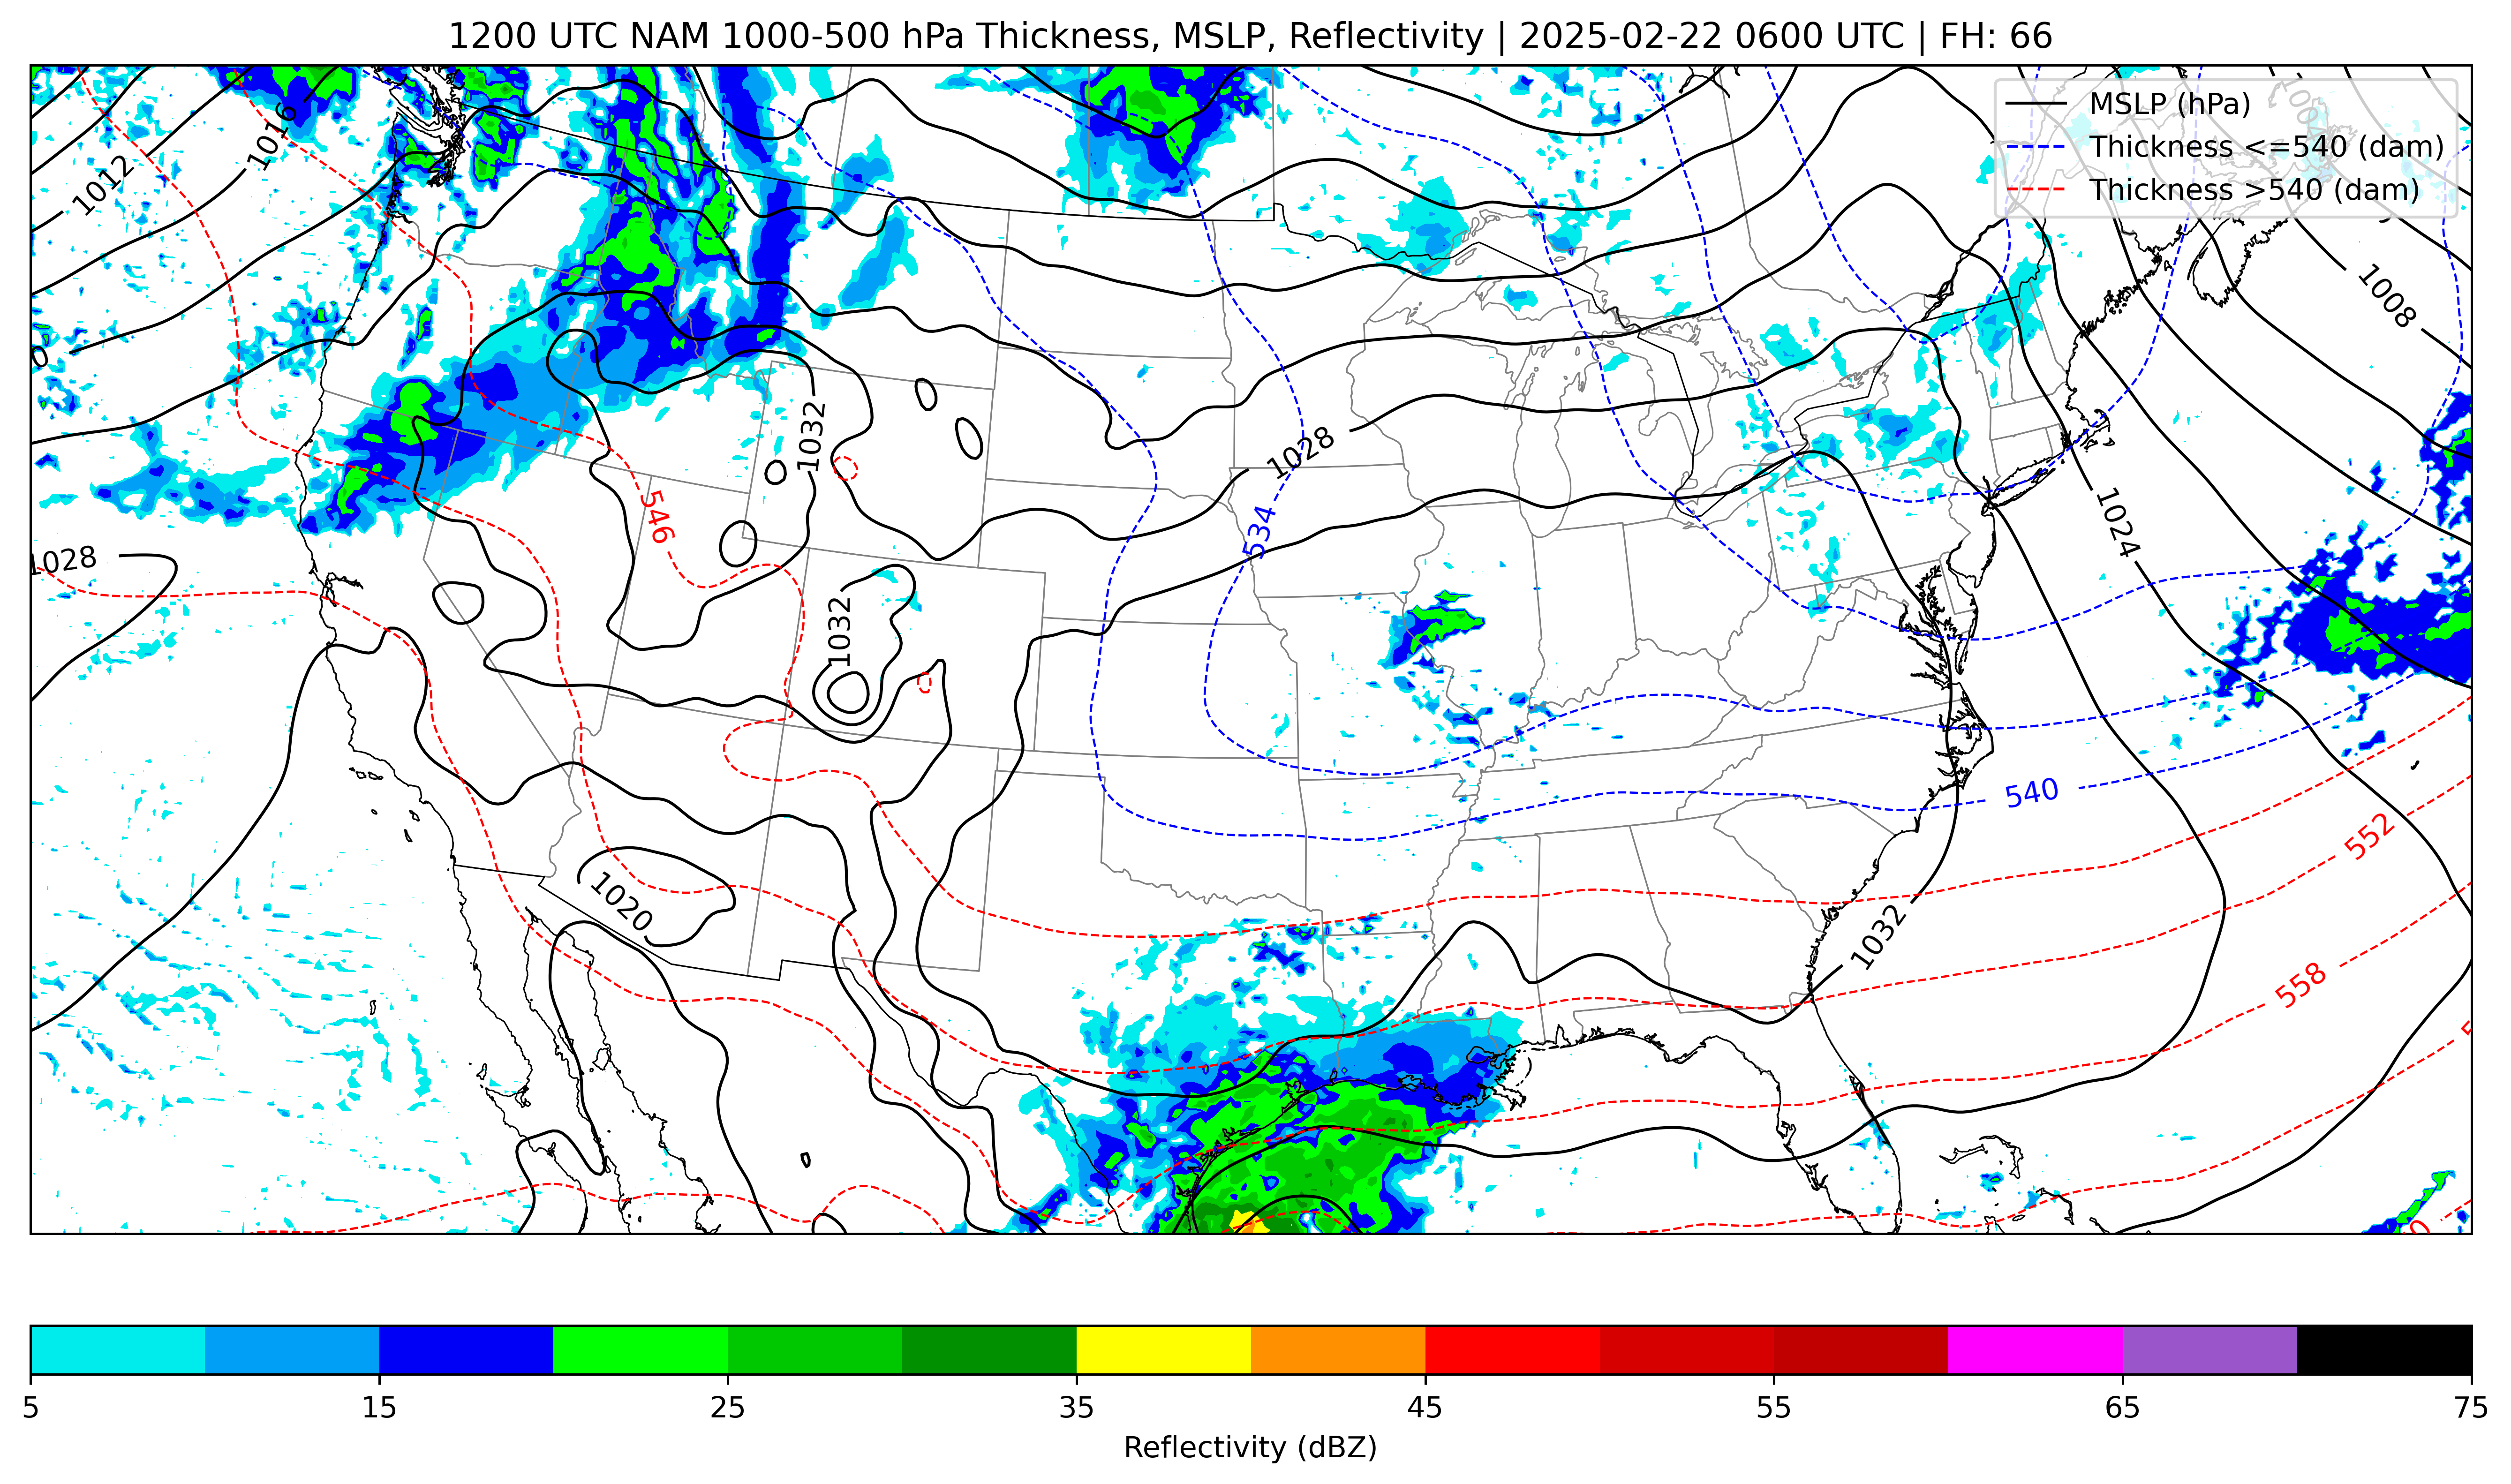 1200 UTC NAM 1000-500 hPa Thickness, MSLP, Reflectivity | 2025-02-22 0600 UTC | FH: 66
MSLP (hPa)
Thickness <=540 (dam)
Thickness >540 (dam)
1016
1012
1008
1032
1028
546
534
1024
1028
1032
540
552
1020
1032
558
5 15 25 35 45 55 65 75
Reflectivity (dBZ)